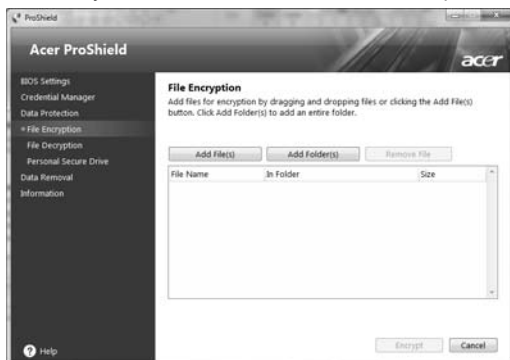 ProShield
Acer ProShield
acer
BIOS Settings
Credential Manager
Data Protection
File Encryption
File Decryption
Personal Secure Drive
Data Removal
Information
Help
File Encryption
Add files for encryption by dragging and dropping files or clicking the Add File(s)
button. Click Add Folder(s) to add an entire folder.
Add File(s) Add Folder(s) Remove File
File Name In Folder Size
Encrypt Cancel